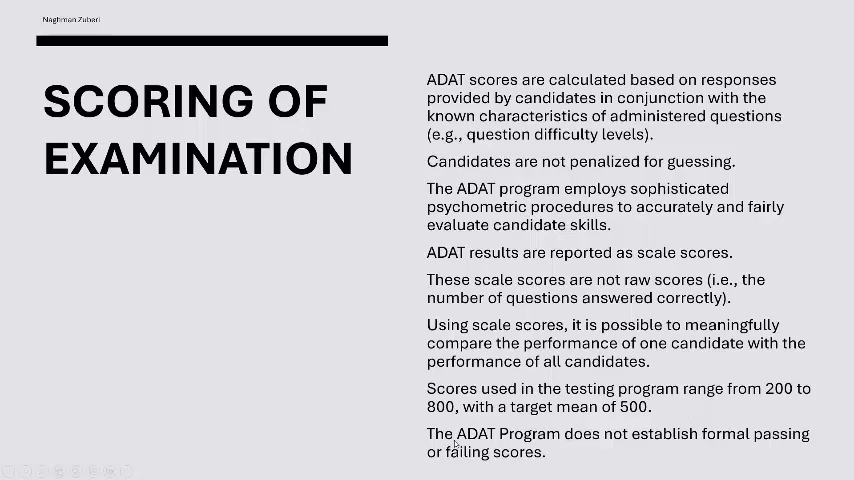 Naghman Zuberi
SCORING OF
EXAMINATION
ADAT scores are calculated based on responses
provided by candidates in conjunction with the
known characteristics of administered questions
(e.g., question difficulty levels).
Candidates are not penalized for guessing.
The ADAT program employs sophisticated
psychometric procedures to accurately and fairly
evaluate candidate skills.
ADAT results are reported as scale scores.
These scale scores are not raw scores (i.e., the
number of questions answered correctly).
Using scale scores, it is possible to meaningfully
compare the performance of one candidate with the
performance of all candidates.
Scores used in the testing program range from 200 to
800, with a target mean of 500.
The ADAT Program does not establish formal passing
or failing scores.